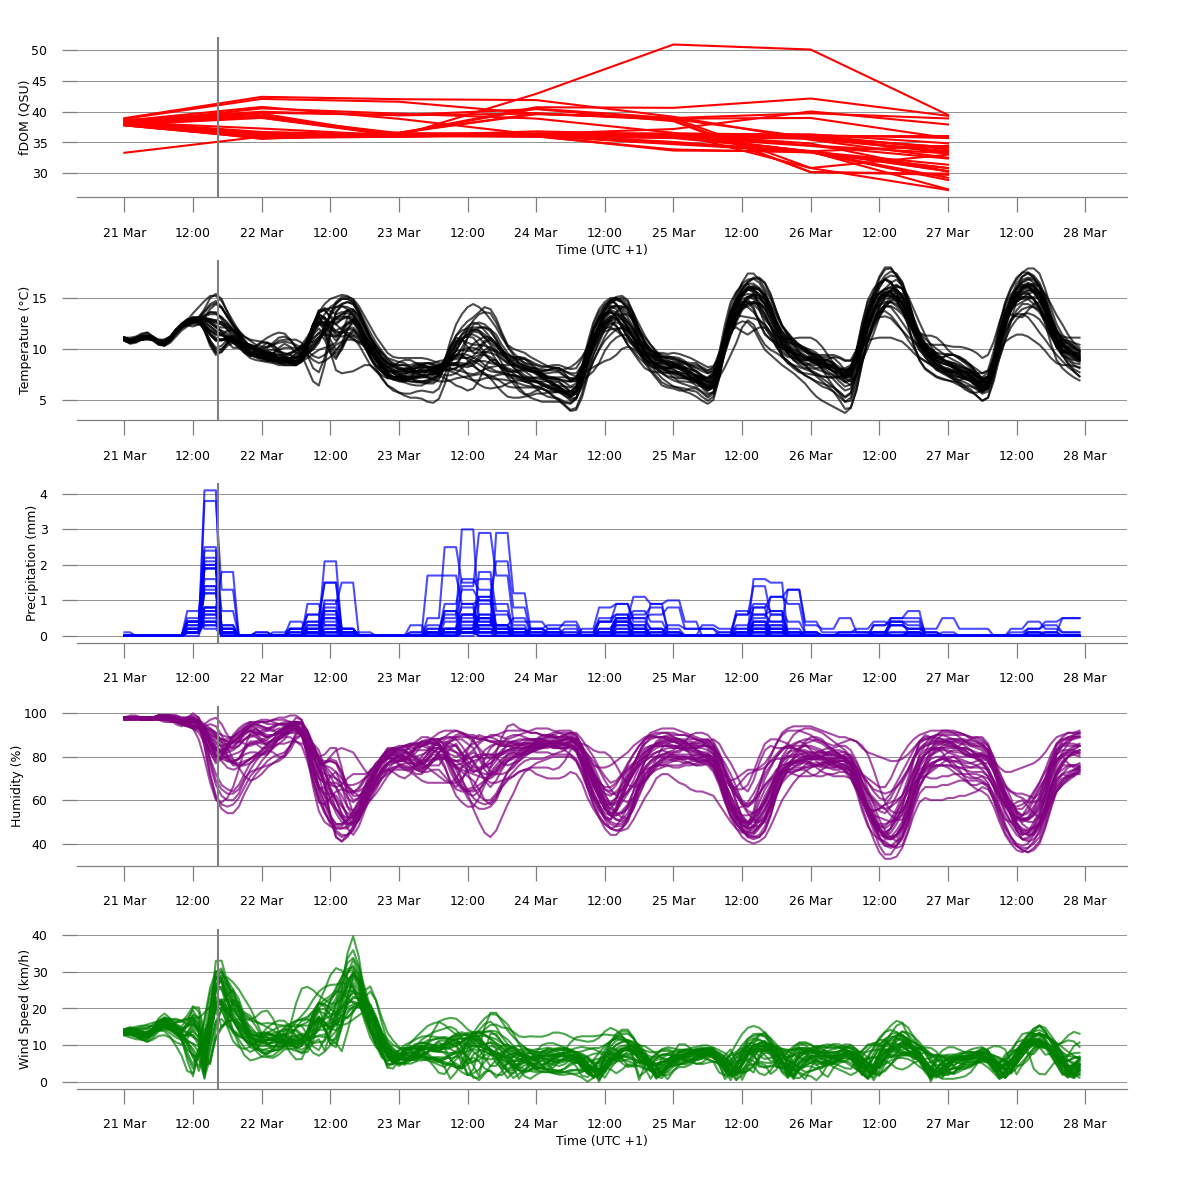 50
45
40
35
30
fDOM (QSU)
21 Mar 12:00 22 Mar 12:00 23 Mar 12:00 24 Mar 12:00 25 Mar 12:00 26 Mar 12:00 27 Mar 12:00 28 Mar
Time (UTC +1)
15
10
5
Temperature (°C)
21 Mar 12:00 22 Mar 12:00 23 Mar 12:00 24 Mar 12:00 25 Mar 12:00 26 Mar 12:00 27 Mar 12:00 28 Mar
4
3
2
1
0
Precipitation (mm)
21 Mar 12:00 22 Mar 12:00 23 Mar 12:00 24 Mar 12:00 25 Mar 12:00 26 Mar 12:00 27 Mar 12:00 28 Mar
100
80
60
40
Humidity (%)
21 Mar 12:00 22 Mar 12:00 23 Mar 12:00 24 Mar 12:00 25 Mar 12:00 26 Mar 12:00 27 Mar 12:00 28 Mar
40
30
20
10
0
Wind Speed (km/h)
21 Mar 12:00 22 Mar 12:00 23 Mar 12:00 24 Mar 12:00 25 Mar 12:00 26 Mar 12:00 27 Mar 12:00 28 Mar
Time (UTC +1)